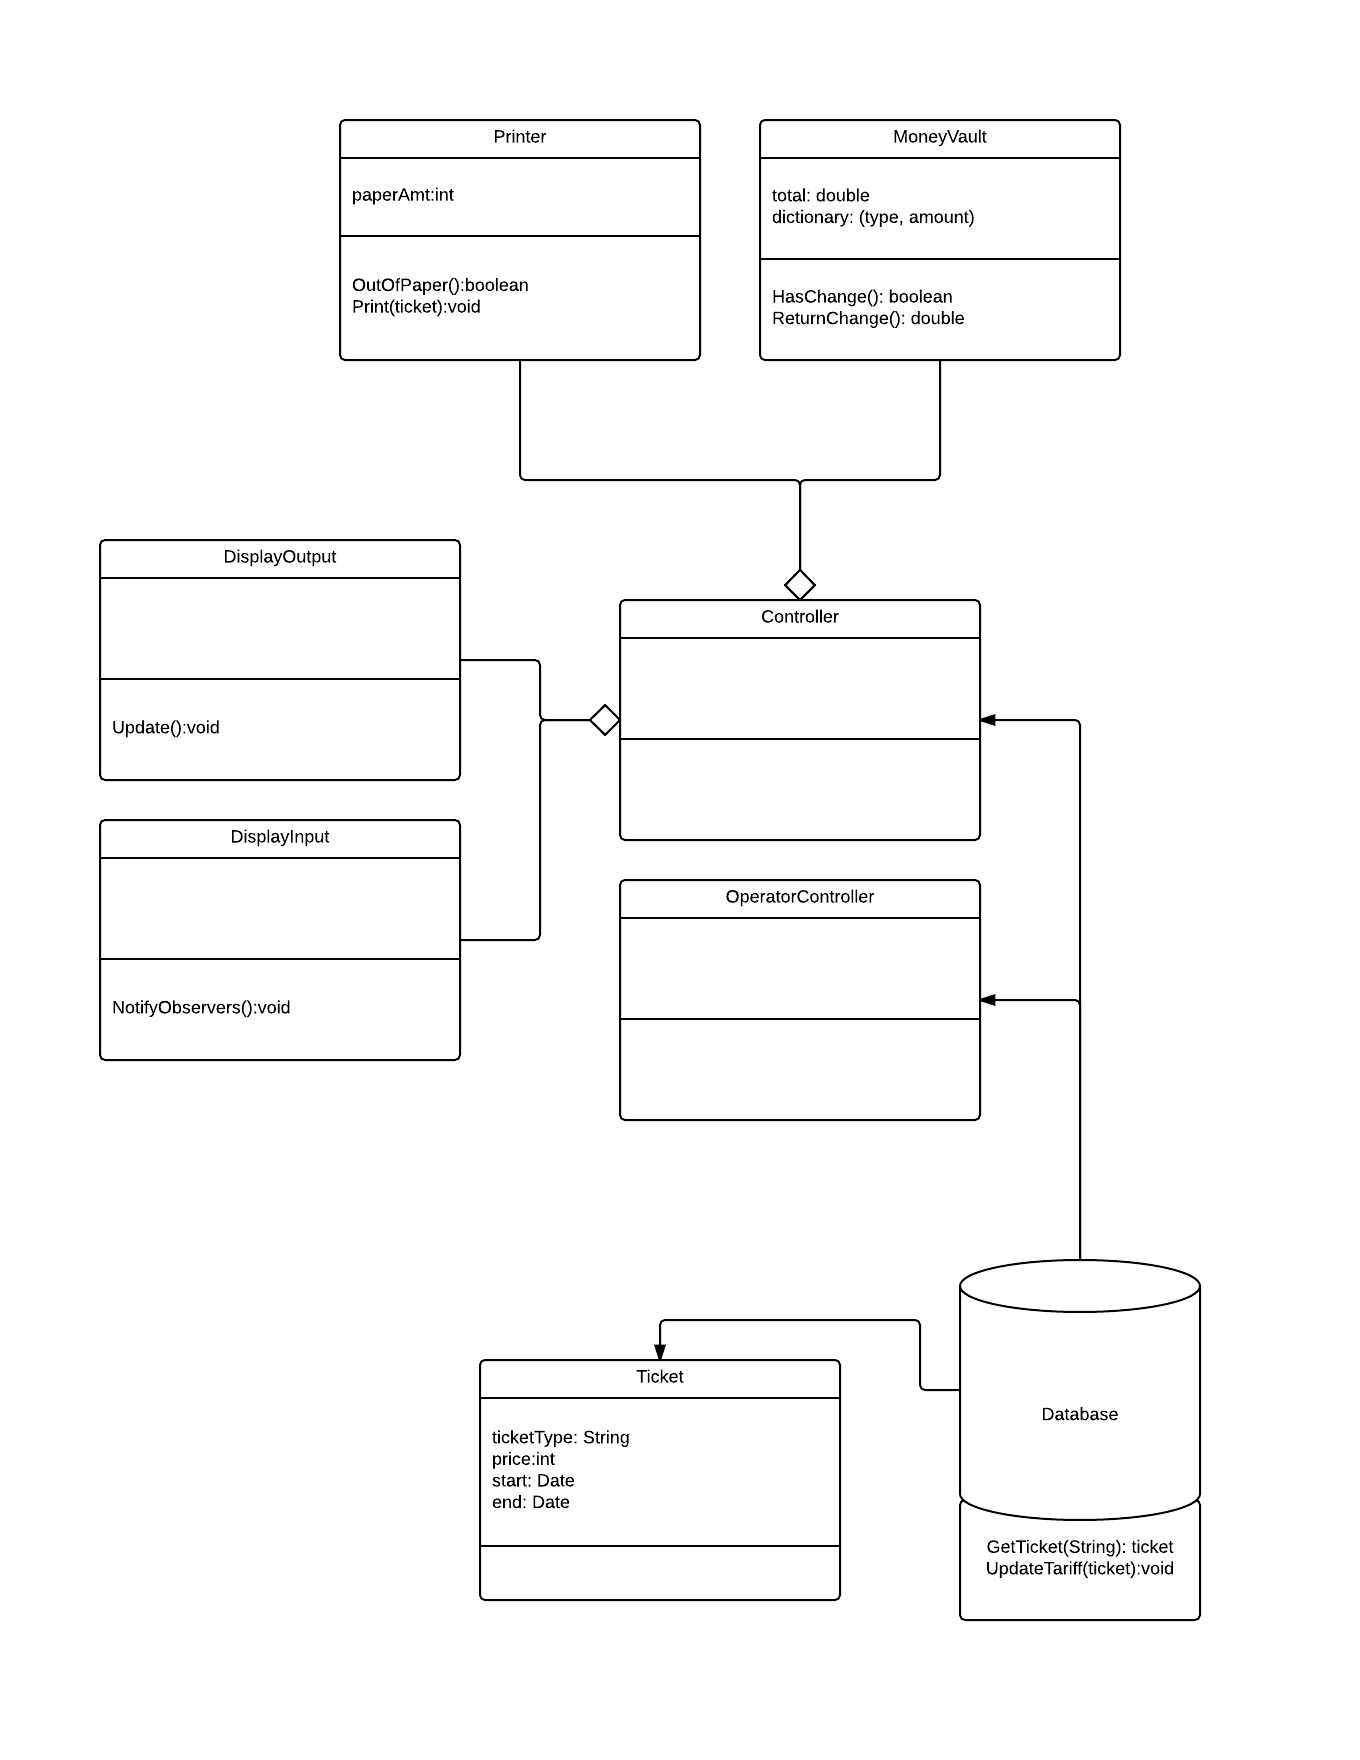 Printer
paperAmt:int
OutOfPaper():boolean
Print(ticket):void
MoneyVault
total: double
dictionary: (type, amount)
HasChange(): boolean
ReturnChange(): double
DisplayOutput
Update():void
Controller
DisplayInput
NotifyObservers():void
OperatorController
Ticket
ticketType: String
price:int
start: Date
end: Date
Database
GetTicket(String): ticket
UpdateTariff(ticket):void